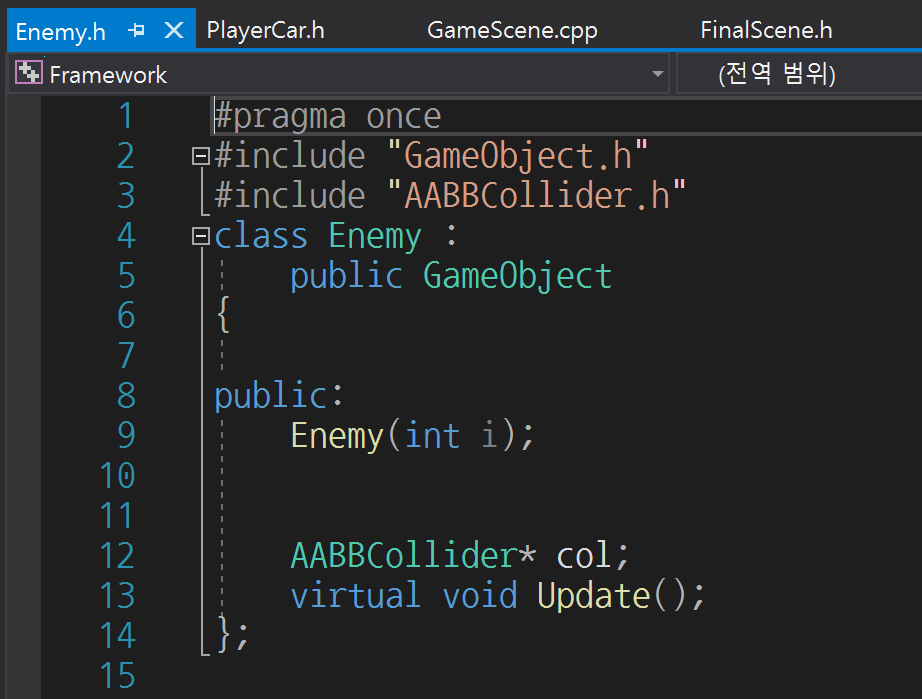 Enemy.h PlayerCar.h GameScene.cpp FinalScene.h
Framework (전역 범위)
1 #pragma once
2 #include "GameObject.h"
3 #include "AABBCollider.h"
4 class Enemy :
5 public GameObject
6 {
7
8 public:
9 Enemy(int i);
10
11
12 AABBCollider* col;
13 virtual void Update();
14 };
15